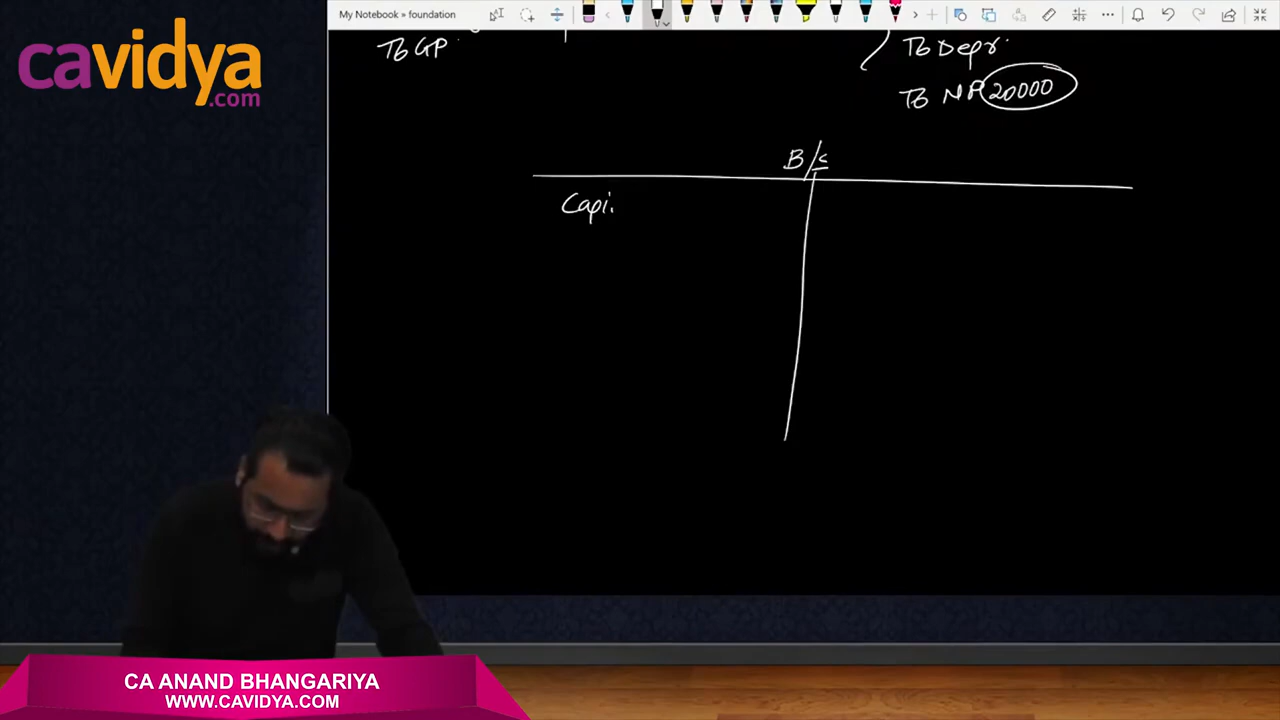 cavidya
.com
My Notebook » foundation
To GP
To Depr.
To NP 20000
B/S
Capi.
CA ANAND BHANGARIYA
WWW.CAVIDYA.COM